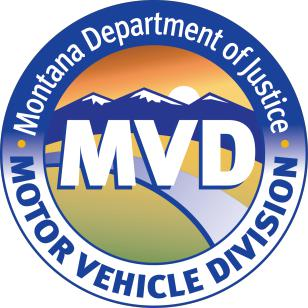 • Montana Department of Justice •
MVD
MOTOR VEHICLE DIVISION